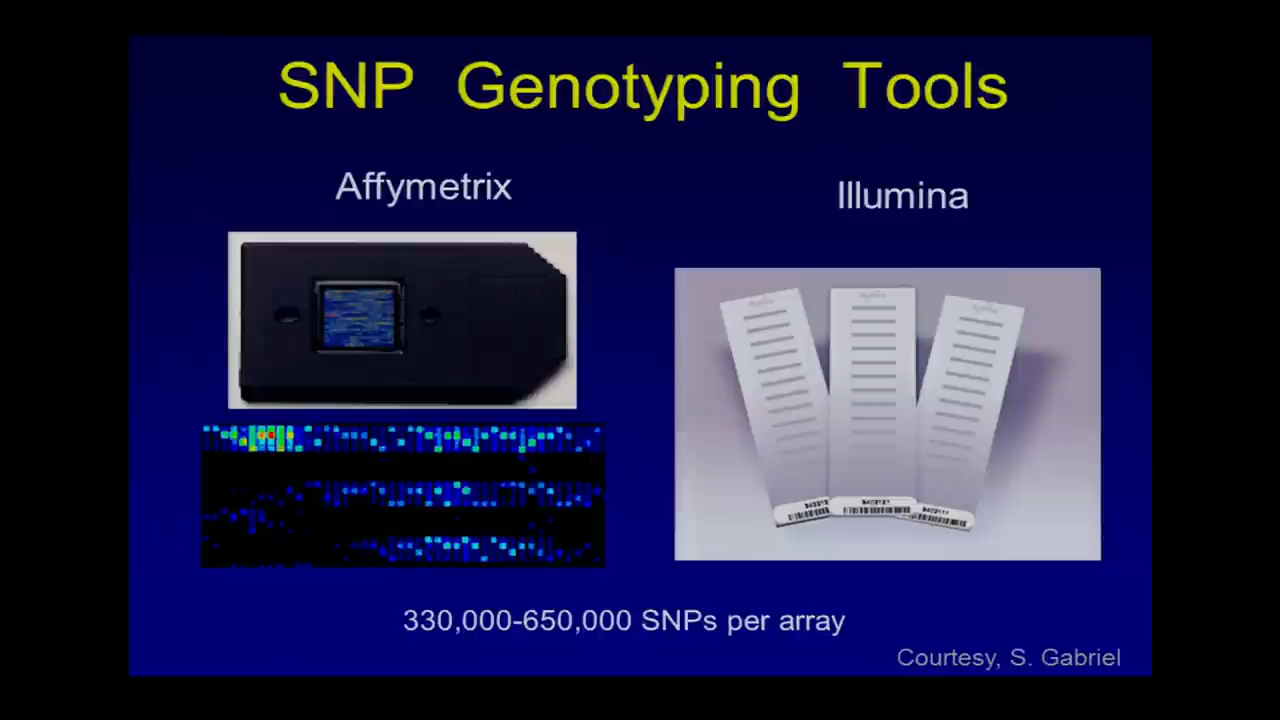 SNP Genotyping Tools
Affymetrix
Illumina
330,000-650,000 SNPs per array
Courtesy, S. Gabriel